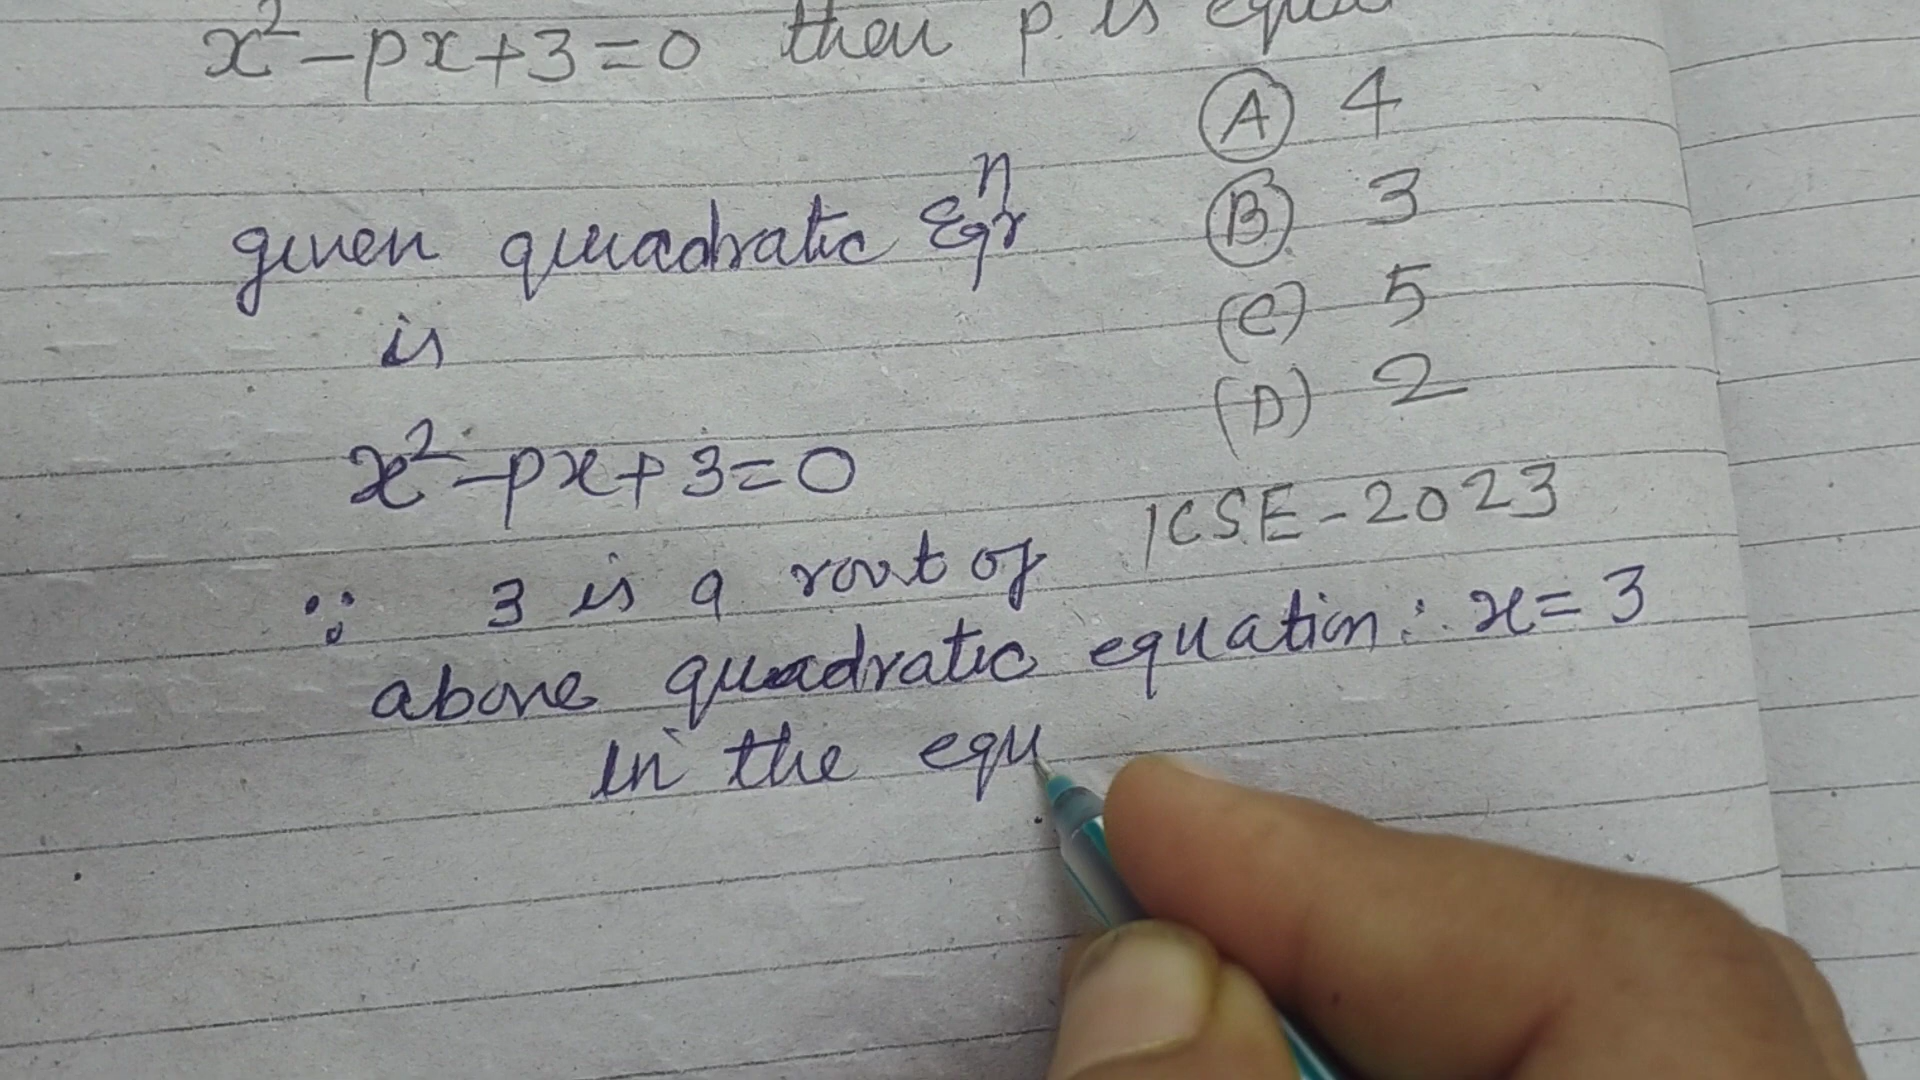 x²-px+3=0 then p is equal
(A) 4
(B) 3
(C) 5
(D) 2
ICSE-2023
given quadratic Eqⁿ
is
x²-px+3=0
∵ 3 is a root of
above quadratic equation ∴ x=3
in the equ